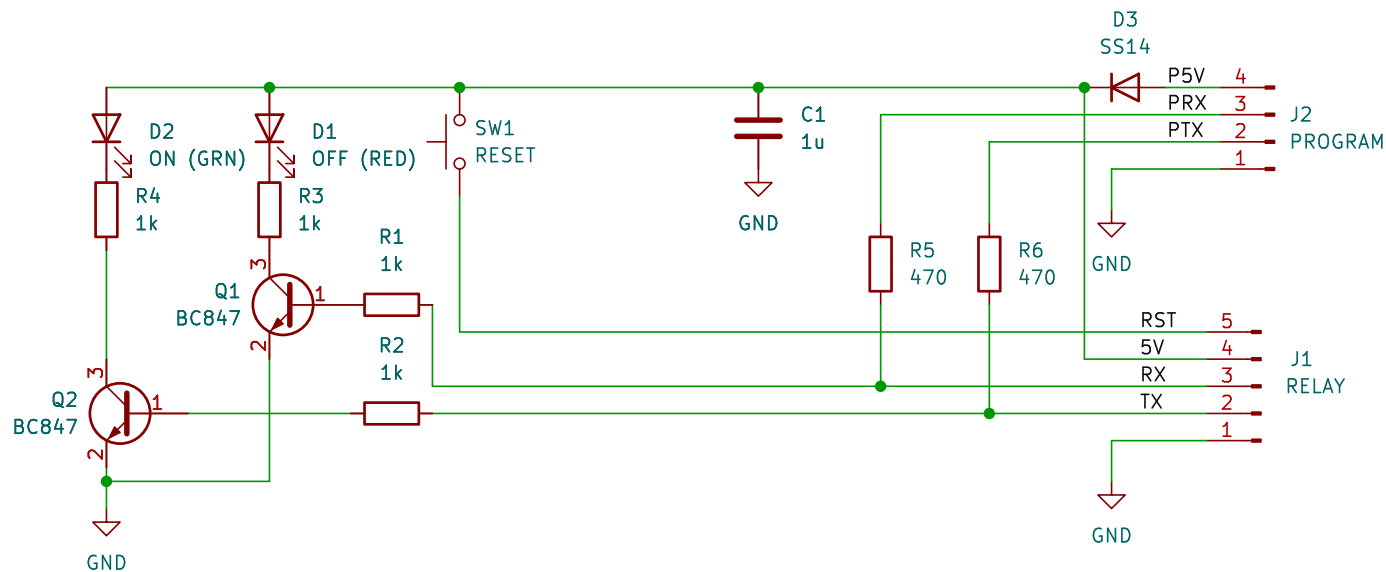 D3
SS14
P5V
4
PRX
3
PTX
2
1
J2
PROGRAM
GND
D2
ON (GRN)
D1
OFF (RED)
SW1
RESET
C1
1u
GND
R4
1k
R3
1k
R1
1k
R5
470
R6
470
3
Q1
BC847
1
2
R2
1k
RST
5
5V
4
RX
3
TX
2
1
J1
RELAY
GND
3
Q2
BC847
1
2
GND